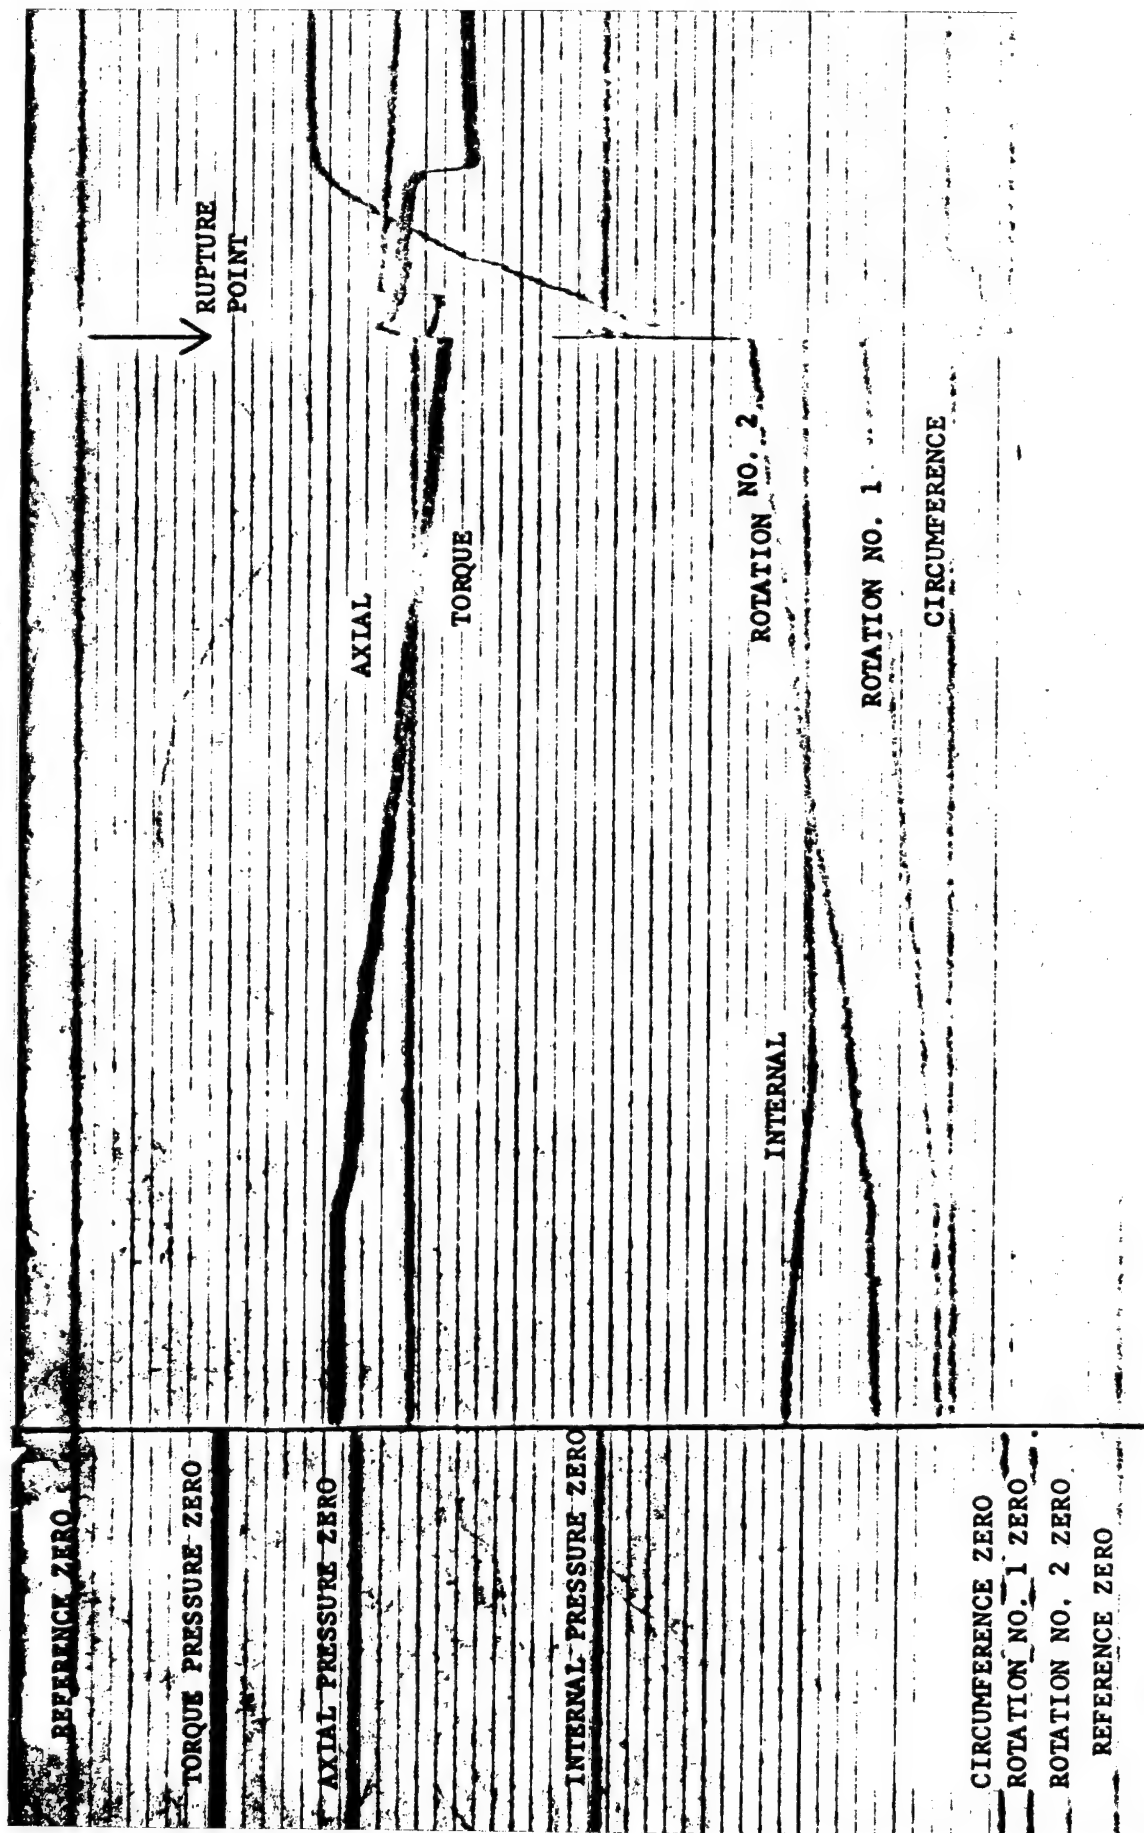 REFERENCE ZERO
TORQUE PRESSURE ZERO
AXIAL PRESSURE ZERO
INTERNAL PRESSURE ZERO
CIRCUMFERENCE ZERO
ROTATION NO. 1 ZERO
ROTATION NO. 2 ZERO
REFERENCE ZERO
RUPTURE
POINT
AXIAL
TORQUE
INTERNAL
ROTATION NO. 2
ROTATION NO. 1
CIRCUMFERENCE